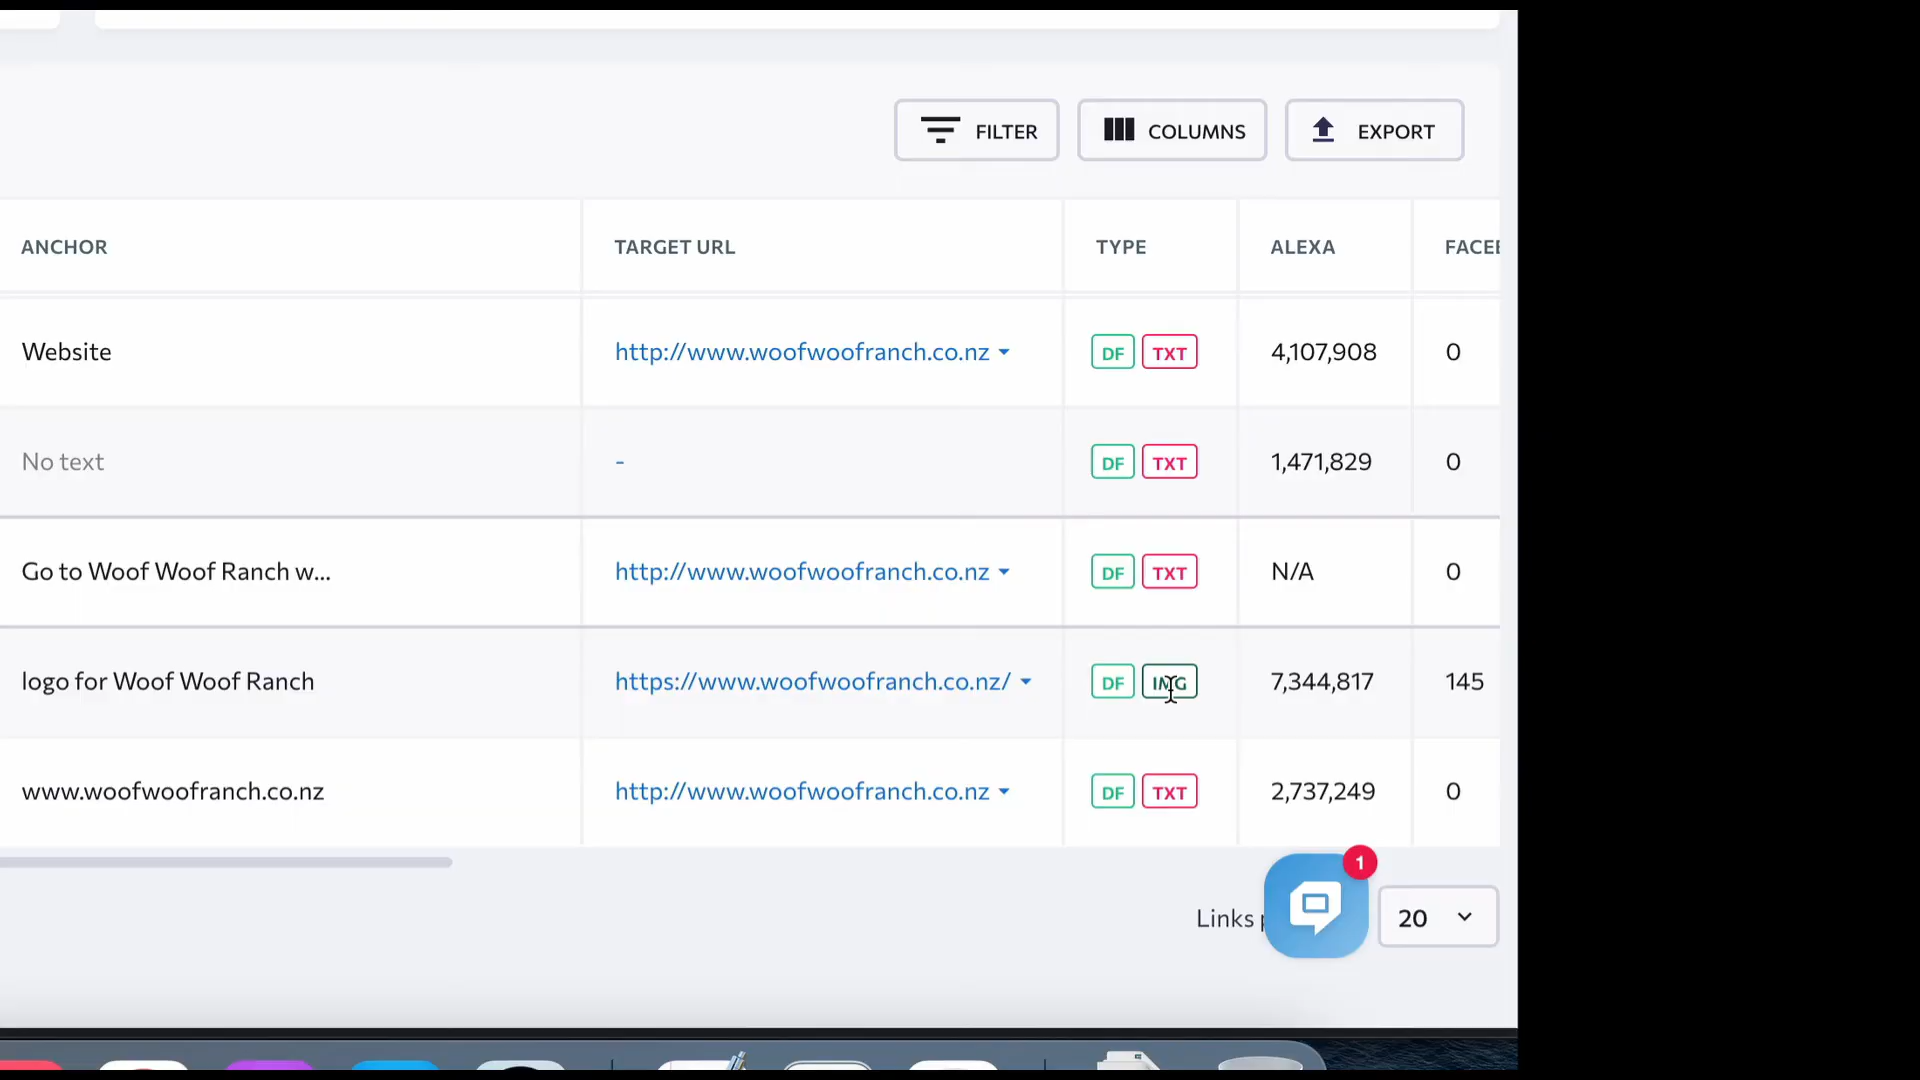 FILTER COLUMNS EXPORT
ANCHOR TARGET URL TYPE ALEXA
Website http://www.woofwoofranch.co.nz DF TXT 4,107,908 0
No text - DF TXT 1,471,829 0
Go to Woof Woof Ranch w... http://www.woofwoofranch.co.nz DF TXT N/A 0
logo for Woof Woof Ranch https://www.woofwoofranch.co.nz/ DF IMG 7,344,817 145
www.woofwoofranch.co.nz http://www.woofwoofranch.co.nz DF TXT 2,737,249 0
1
Links 20